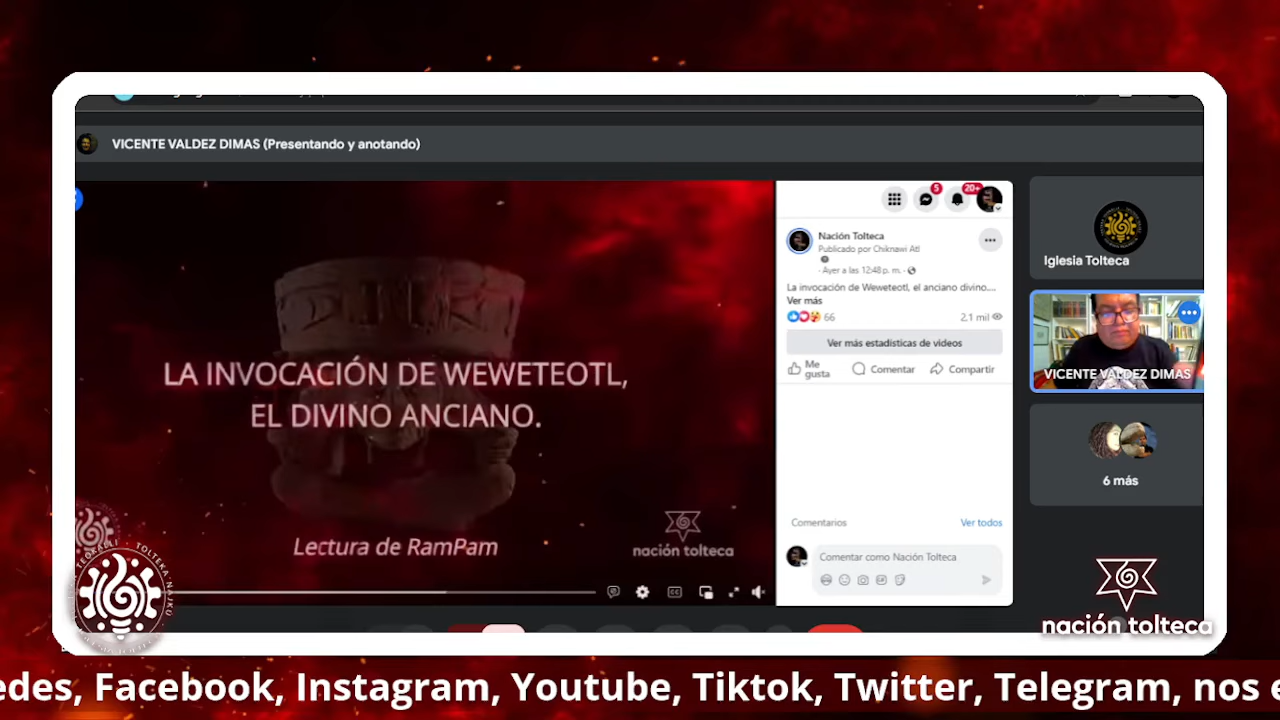 VICENTE VALDEZ DIMAS (Presentando y anotando)
LA INVOCACIÓN DE WEWETEOTL,
EL DIVINO ANCIANO.
Lectura de RamPam
nación tolteca
5
20+
Nación Tolteca
Publicado por Chiknawi Atl
· Ayer a las 12:48 p. m. ·
La invocación de Weweteotl, el anciano divino....
Ver más
66
2.1 mil
Ver más estadísticas de vídeos
Me gusta
Comentar
Compartir
Comentarios
Ver todos
Comentar como Nación Tolteca
Iglesia Tolteca
VICENTE VALDEZ DIMAS
6 más
nación tolteca
edes, Facebook, Instagram, Youtube, Tiktok, Twitter, Telegram, nos e